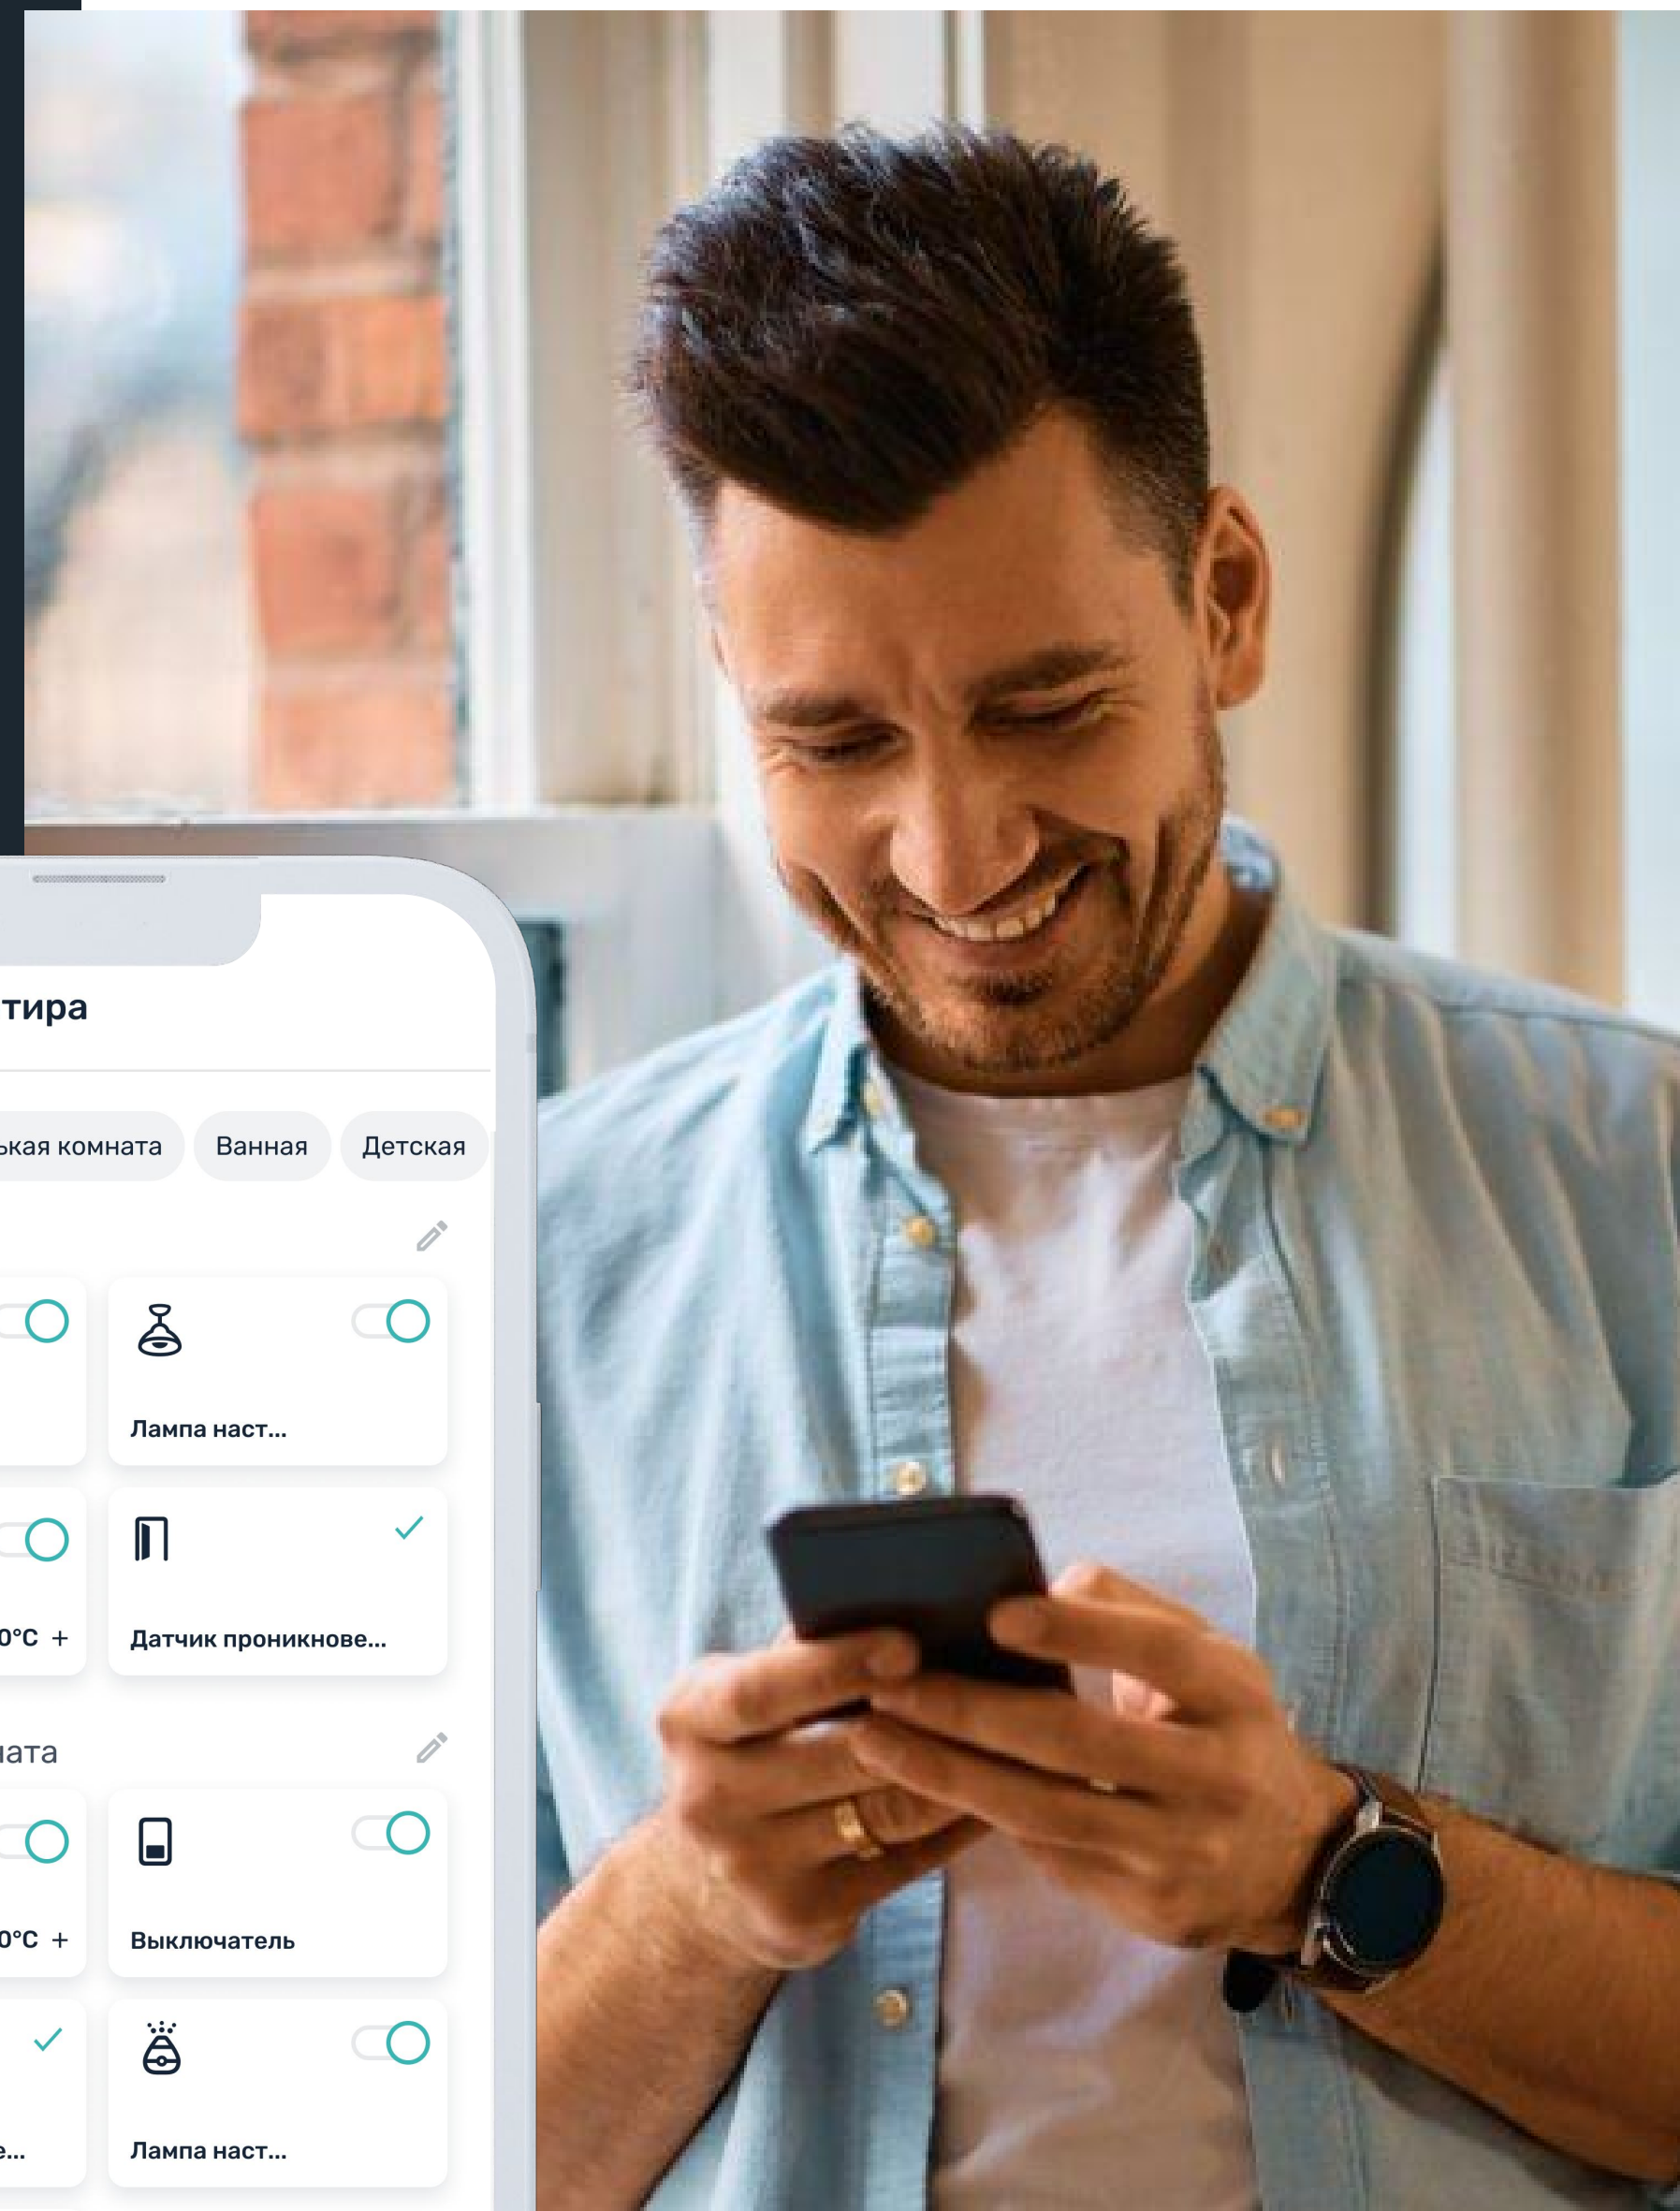 тира
ькая комната
Ванная
Детская
Лампа наст...
0°C +
Датчик проникнове...
ната
0°C +
Выключатель
е...
Лампа наст...